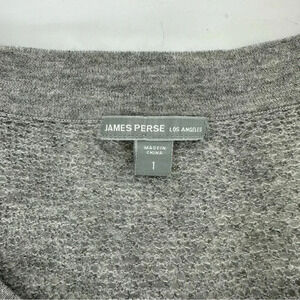 JAMES PERSE LOS ANGELES
MADE IN
CHINA
1